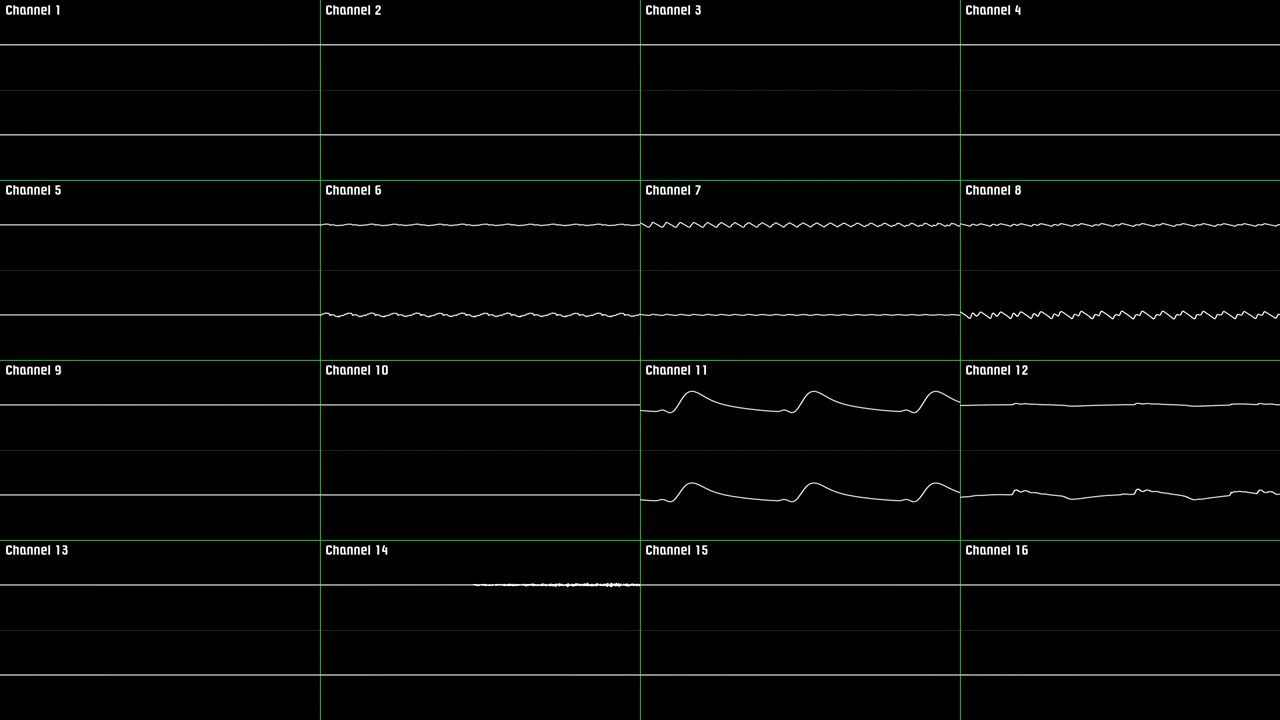 Channel 1
Channel 2
Channel 3
Channel 4
Channel 5
Channel 6
Channel 7
Channel 8
Channel 9
Channel 10
Channel 11
Channel 12
Channel 13
Channel 14
Channel 15
Channel 16